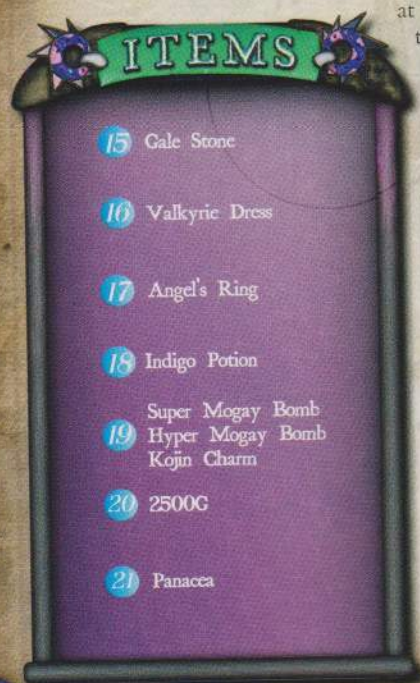 at
t
ITEMS
15 Gale Stone
16 Valkyrie Dress
17 Angel's Ring
18 Indigo Potion
Super Mogay Bomb
19 Hyper Mogay Bomb
Kojin Charm
20 2500G
21 Panacea